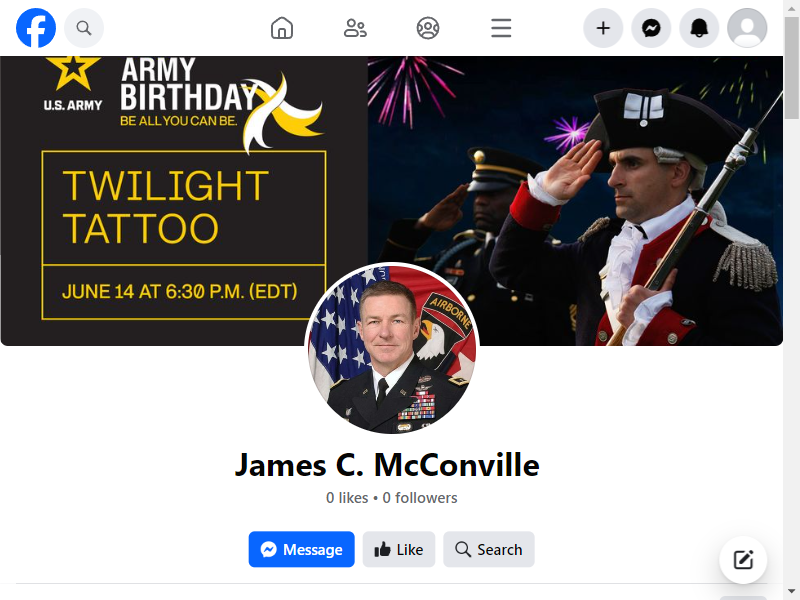 ARMY
BIRTHDAY
U.S. ARMY
BE ALL YOU CAN BE.
TWILIGHT
TATTOO
JUNE 14 AT 6:30 P.M. (EDT)
AIRBORNE
James C. McConville
0 likes • 0 followers
Message
Like
Search